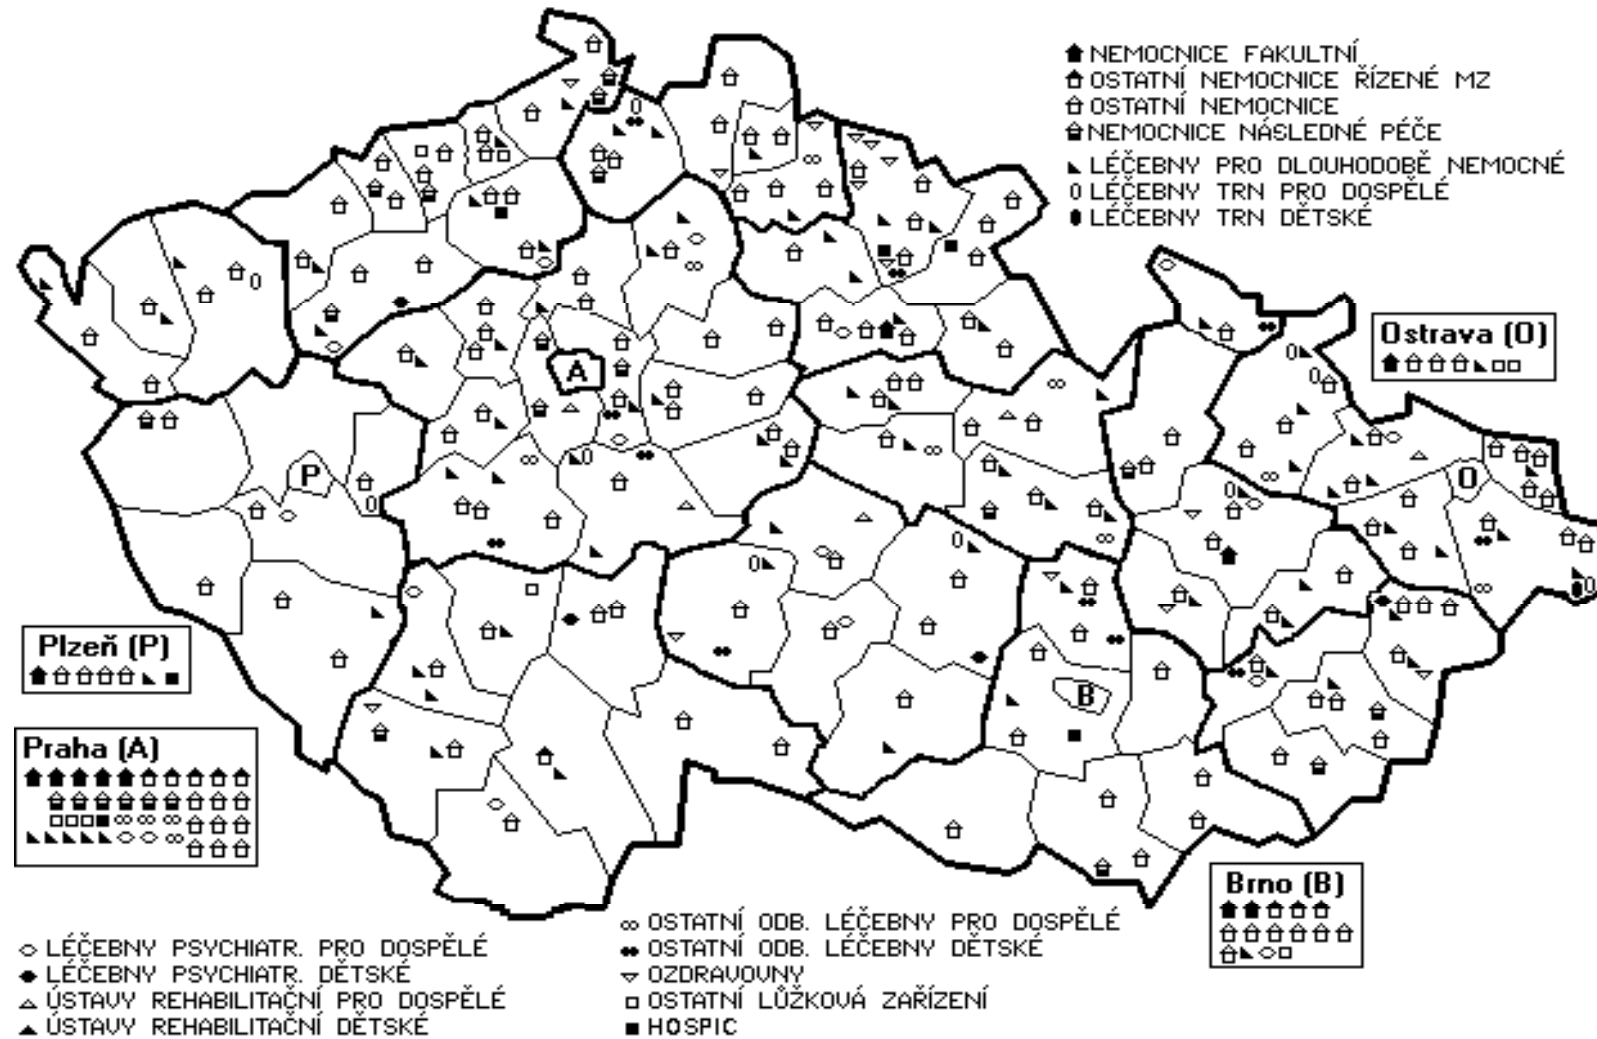 NEMOCNICE FAKULTNÍ
OSTATNÍ NEMOCNICE ŘÍZENÉ MZ
OSTATNÍ NEMOCNICE
NEMOCNICE NÁSLEDNÉ PÉČE
LÉČEBNY PRO DLOUHODOBĚ NEMOCNÉ
LÉČEBNY TRN PRO DOSPĚLÉ
LÉČEBNY TRN DĚTSKÉ
Ostrava (O)
A
P
O
B
Plzeň (P)
Praha (A)
Brno (B)
LÉČEBNY PSYCHIATR. PRO DOSPĚLÉ
LÉČEBNY PSYCHIATR. DĚTSKÉ
ÚSTAVY REHABILITAČNÍ PRO DOSPĚLÉ
ÚSTAVY REHABILITAČNÍ DĚTSKÉ
OSTATNÍ ODB. LÉČEBNY PRO DOSPĚLÉ
OSTATNÍ ODB. LÉČEBNY DĚTSKÉ
OZDRAVOVNY
OSTATNÍ LŮŽKOVÁ ZAŘÍZENÍ
HOSPIC